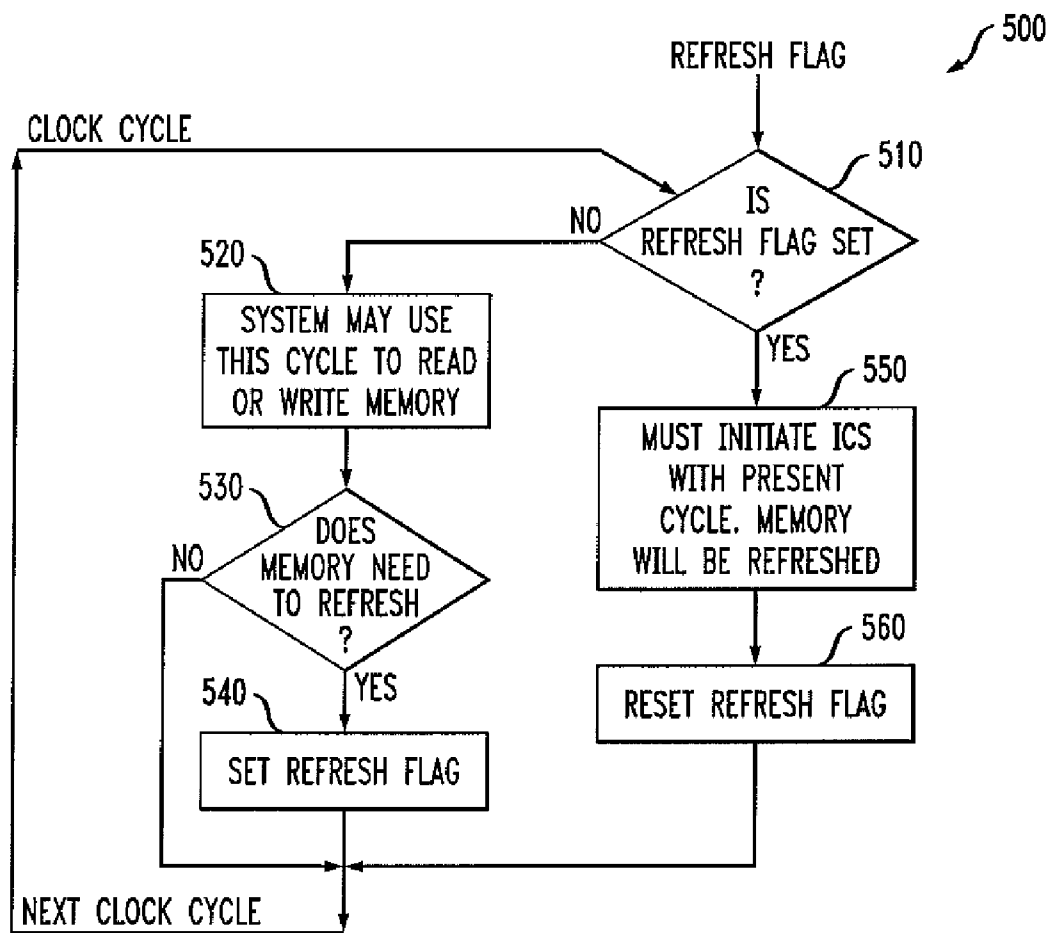 500
REFRESH FLAG
CLOCK CYCLE
510
IS
REFRESH FLAG SET
?
NO
YES
520
SYSTEM MAY USE
THIS CYCLE TO READ
OR WRITE MEMORY
550
MUST INITIATE ICS
WITH PRESENT
CYCLE. MEMORY
WILL BE REFRESHED
530
DOES
MEMORY NEED
TO REFRESH
?
NO
YES
540
SET REFRESH FLAG
560
RESET REFRESH FLAG
NEXT CLOCK CYCLE